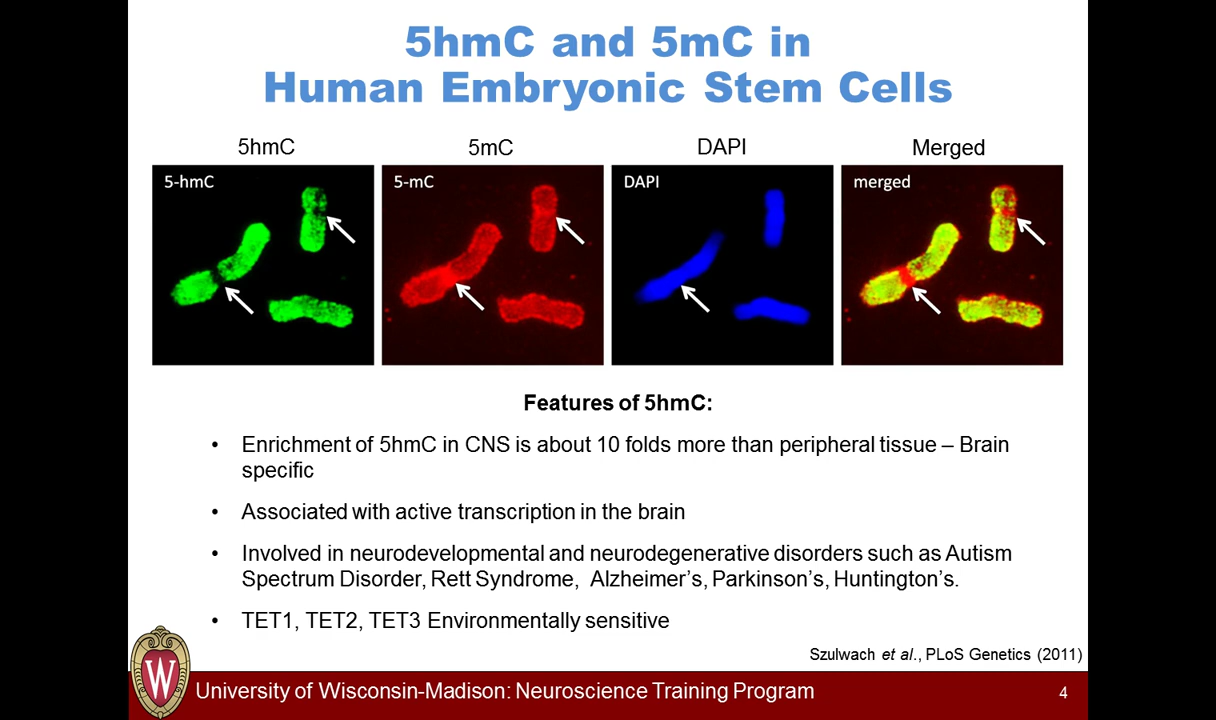 5hmC and 5mC in
Human Embryonic Stem Cells
5hmC
5mC
DAPI
Merged
5-hmC
5-mC
DAPI
merged
Features of 5hmC:
• Enrichment of 5hmC in CNS is about 10 folds more than peripheral tissue – Brain
specific
• Associated with active transcription in the brain
• Involved in neurodevelopmental and neurodegenerative disorders such as Autism
Spectrum Disorder, Rett Syndrome, Alzheimer's, Parkinson's, Huntington's.
• TET1, TET2, TET3 Environmentally sensitive
Szulwach et al., PLoS Genetics (2011)
W
University of Wisconsin-Madison: Neuroscience Training Program
4